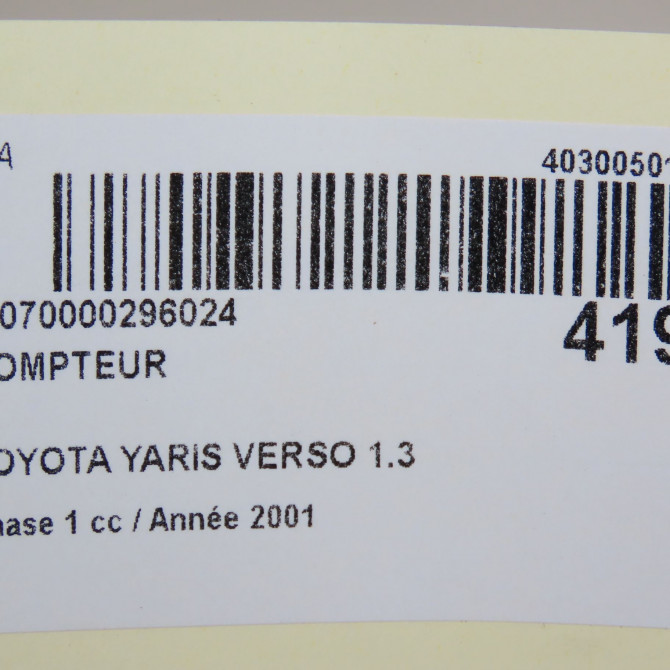 A
40300501
070000296024
419
OMPTEUR
OYOTA YARIS VERSO 1.3
hase 1 cc / Année 2001